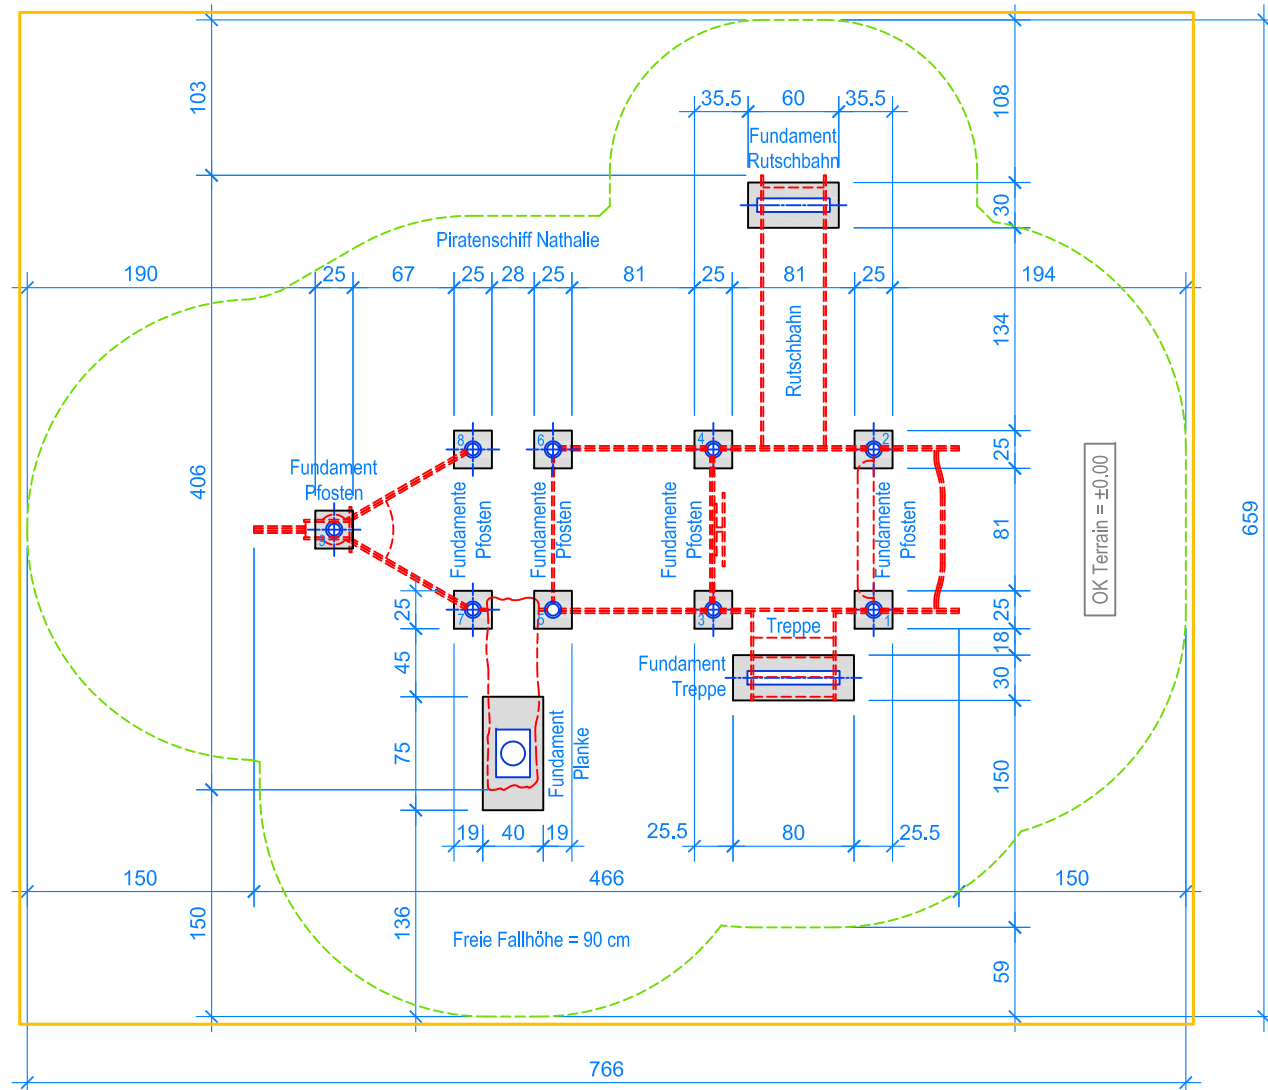 103
108
35.5 60 35.5
Fundament
Rutschbahn
30
Piratenschiff Nathalie
190 25 67 25 28 25 81 25 81 25 194
134
Rutschbahn
8 6 4 2
25
Fundament
Pfosten
9
406
Fundamente
Pfosten
Fundamente
Pfosten
Fundamente
Pfosten
Fundamente
Pfosten
81
OK Terrain = ±0.00
659
25
7 5 3 1
25
Treppe
18
Fundament
Treppe
30
45
75
Fundament
Planke
150
19 40 19
25.5 80 25.5
150 466 150
150
136
Freie Fallhöhe = 90 cm
59
766